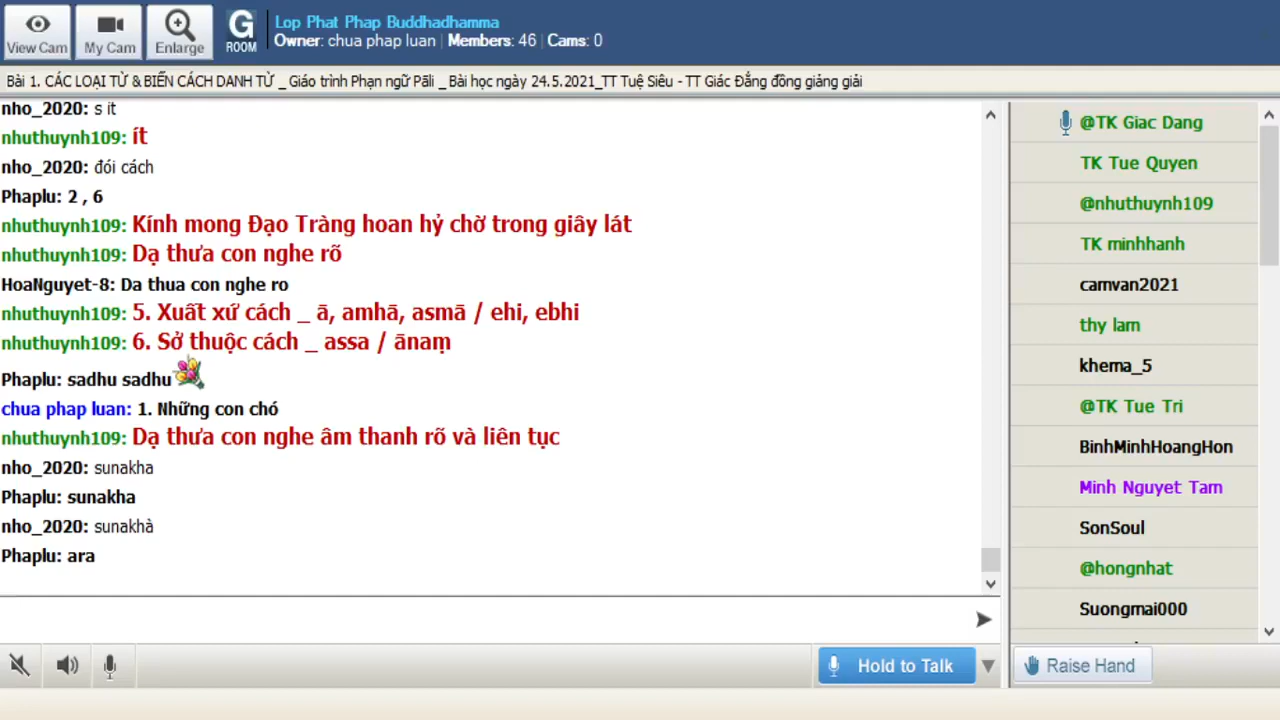 View Cam
My Cam
Enlarge
G
ROOM
Lop Phat Phap Buddhadhamma
Owner: chua phap luan | Members: 46 | Cams: 0
Bài 1. CÁC LOẠI TỪ & BIẾN CÁCH DANH TỪ _ Giáo trình Phạn ngữ Pāli _ Bài học ngày 24.5.2021_TT Tuệ Siêu - TT Giác Đẳng đồng giảng giải
nho_2020: s it
nhuthuynh109: ít
nho_2020: đói cách
Phaplu: 2 , 6
nhuthuynh109: Kính mong Đạo Tràng hoan hỷ chờ trong giây lát
nhuthuynh109: Dạ thưa con nghe rõ
HoaNguyet-8: Da thua con nghe ro
nhuthuynh109: 5. Xuất xứ cách _ ā, amhā, asmā / ehi, ebhi
nhuthuynh109: 6. Sở thuộc cách _ assa / ānaṃ
Phaplu: sadhu sadhu
chua phap luan: 1. Những con chó
nhuthuynh109: Dạ thưa con nghe âm thanh rõ và liên tục
nho_2020: sunakha
Phaplu: sunakha
nho_2020: sunakhà
Phaplu: ara
@TK Giac Dang
TK Tue Quyen
@nhuthuynh109
TK minhhanh
camvan2021
thy lam
khema_5
@TK Tue Tri
BinhMinhHoangHon
Minh Nguyet Tam
SonSoul
@hongnhat
Suongmai000
Hold to Talk
Raise Hand